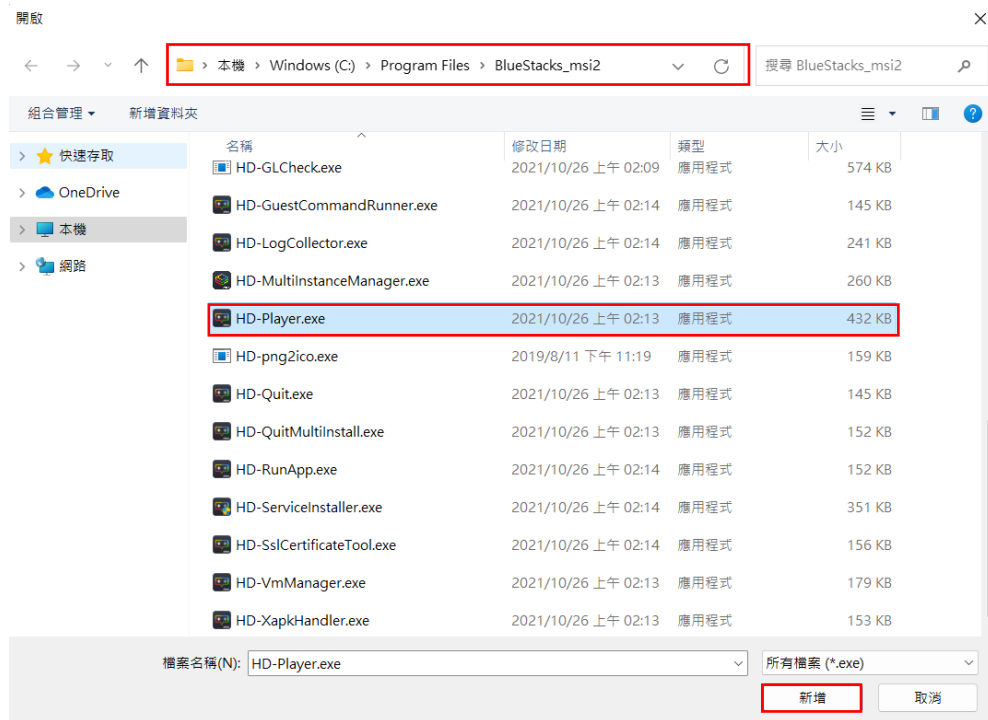 開啟
本機 › Windows (C:) › Program Files › BlueStacks_msi2
搜尋 BlueStacks_msi2
組合管理 新增資料夾
快速存取
OneDrive
本機
網路
名稱 修改日期 類型 大小
HD-GLCheck.exe 2021/10/26 上午 02:09 應用程式 574 KB
HD-GuestCommandRunner.exe 2021/10/26 上午 02:14 應用程式 145 KB
HD-LogCollector.exe 2021/10/26 上午 02:14 應用程式 241 KB
HD-MultiInstanceManager.exe 2021/10/26 上午 02:13 應用程式 260 KB
HD-Player.exe 2021/10/26 上午 02:13 應用程式 432 KB
HD-png2ico.exe 2019/8/11 下午 11:19 應用程式 159 KB
HD-Quit.exe 2021/10/26 上午 02:13 應用程式 145 KB
HD-QuitMultiInstall.exe 2021/10/26 上午 02:13 應用程式 152 KB
HD-RunApp.exe 2021/10/26 上午 02:14 應用程式 152 KB
HD-ServiceInstaller.exe 2021/10/26 上午 02:14 應用程式 351 KB
HD-SslCertificateTool.exe 2021/10/26 上午 02:14 應用程式 156 KB
HD-VmManager.exe 2021/10/26 上午 02:13 應用程式 179 KB
HD-XapkHandler.exe 2021/10/26 上午 02:13 應用程式 153 KB
檔案名稱(N): HD-Player.exe 所有檔案 (*.exe)
新增 取消